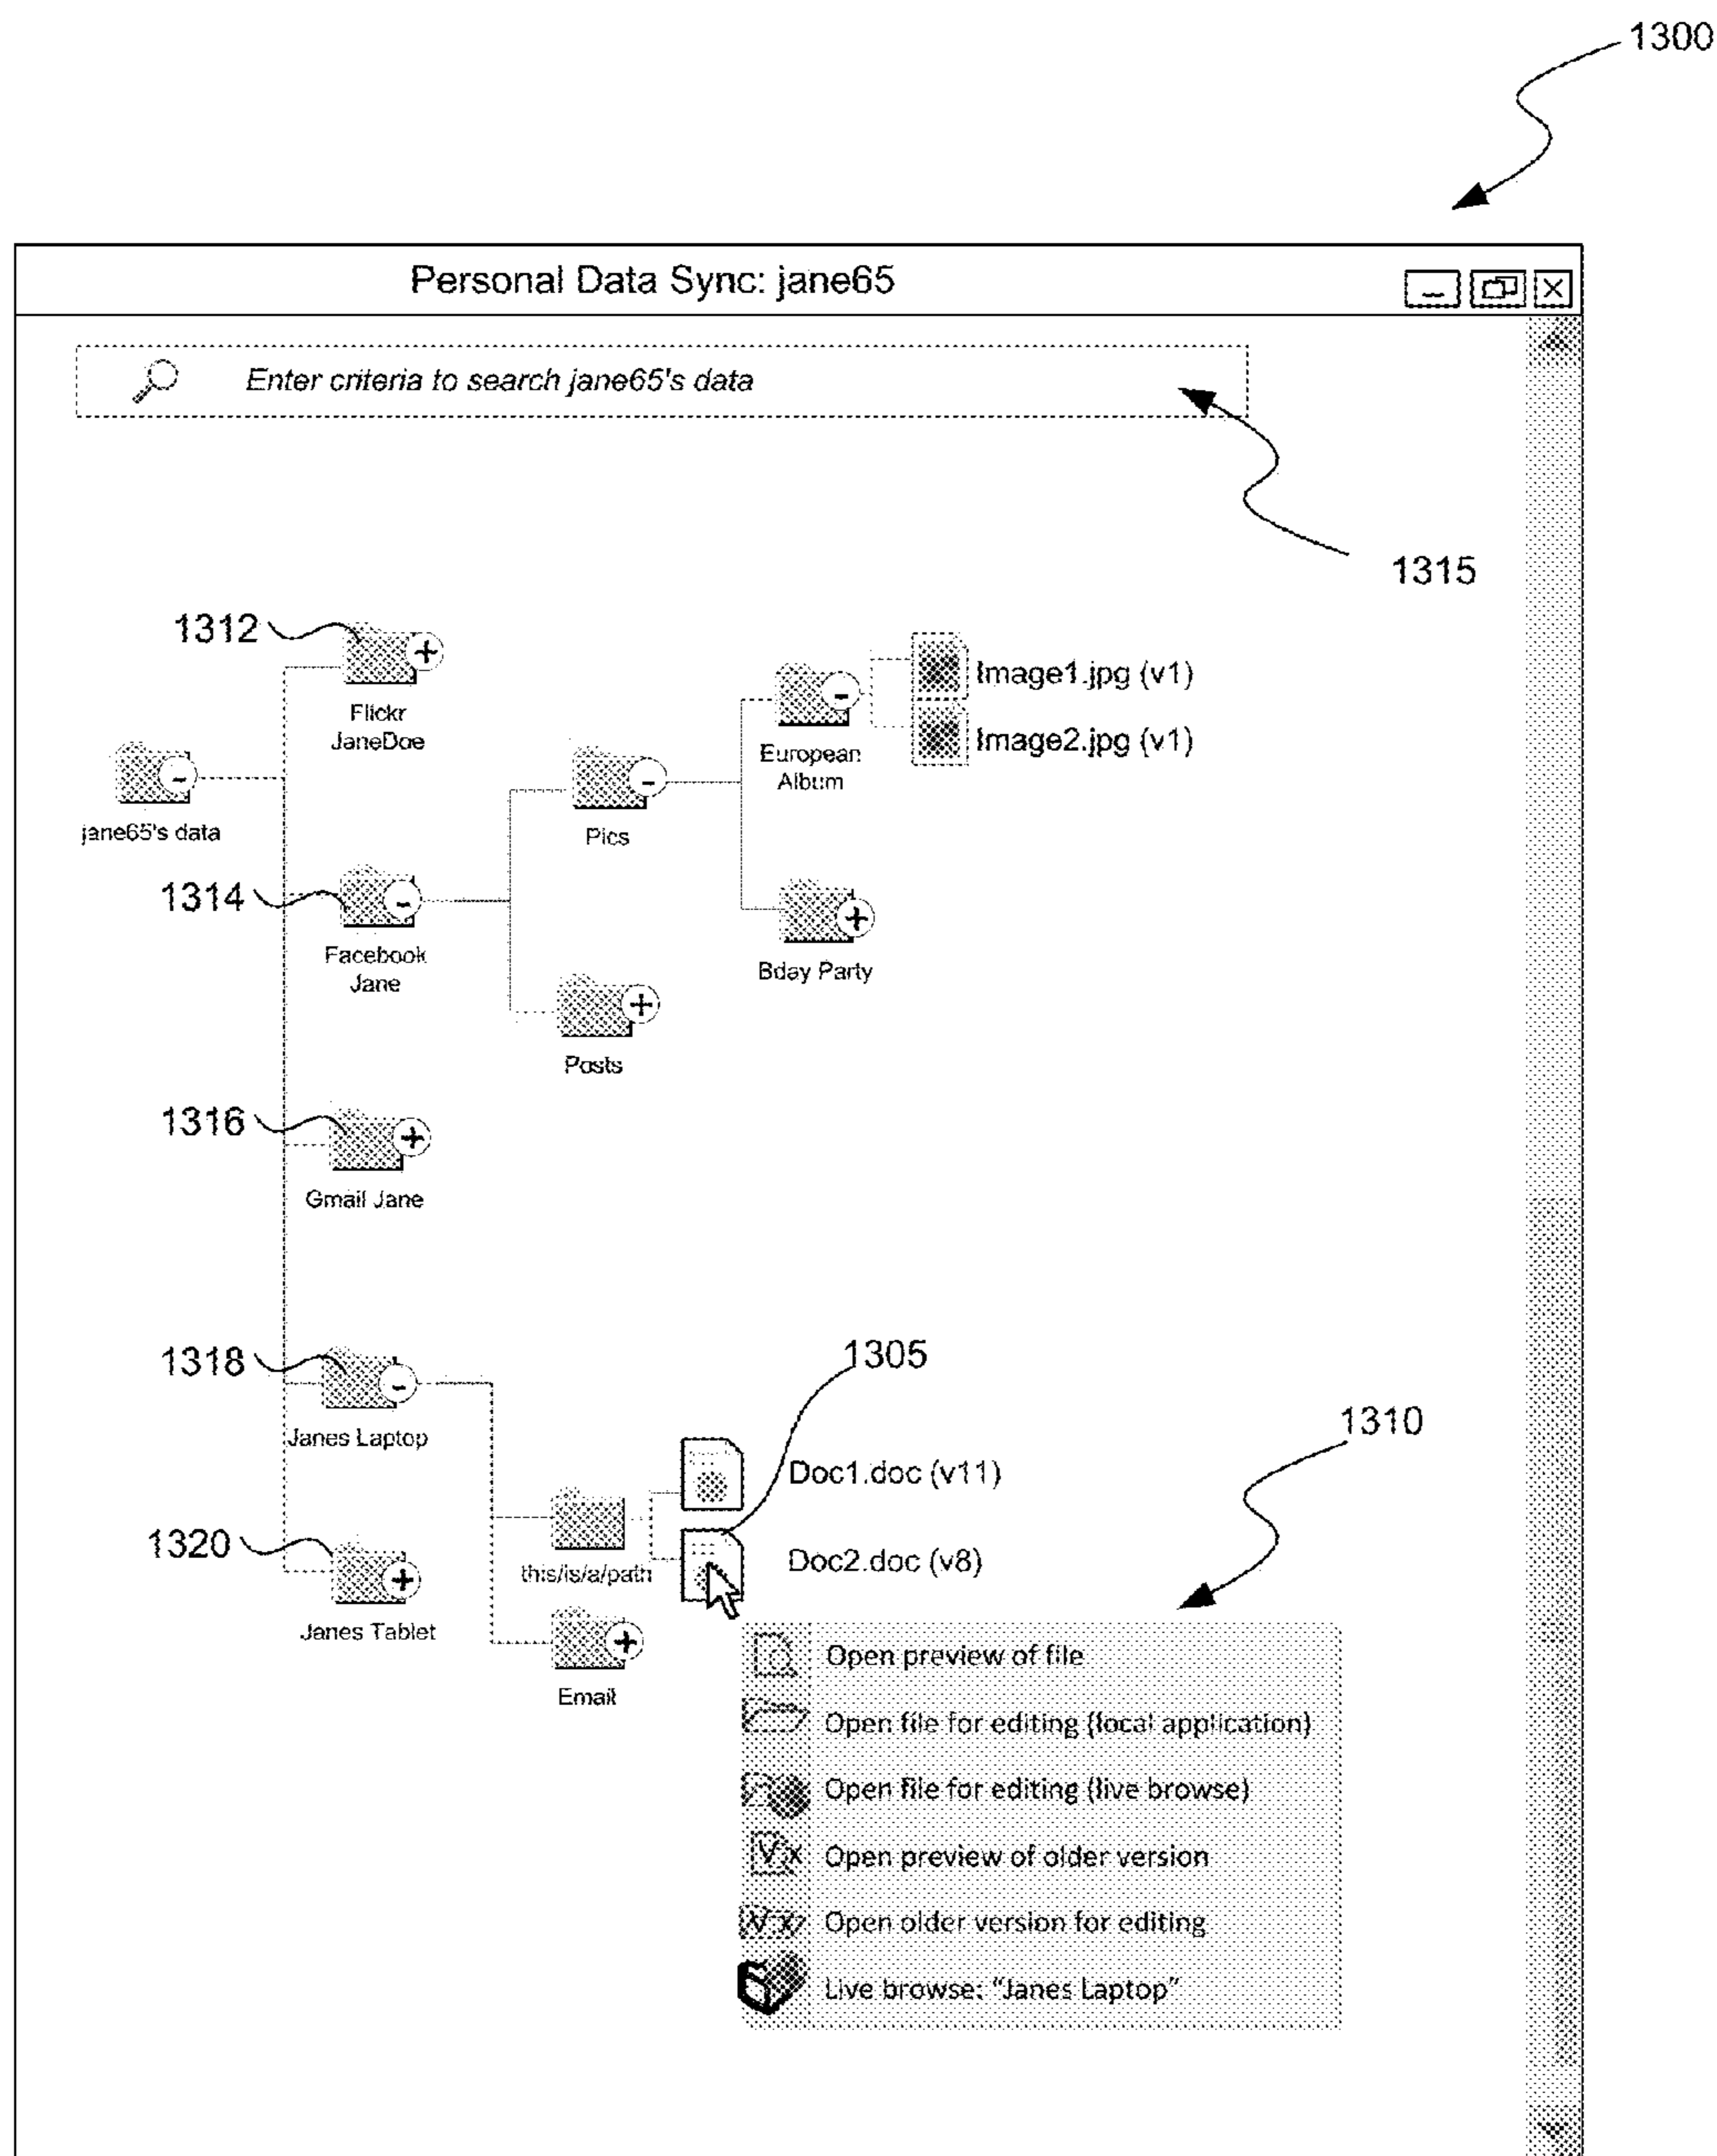 1300
Personal Data Sync: jane65
Enter criteria to search jane65's data
1315
1312
Flickr
JaneDoe
Image1.jpg (v1)
Image2.jpg (v1)
European
Album
jane65's data
Pics
1314
Facebook
Jane
Bday Party
Posts
1316
Gmail Jane
1318
Janes Laptop
1305
1310
Doc1.doc (v11)
1320
Janes Tablet
this/is/a/path
Doc2.doc (v8)
Email
Open preview of file
Open file for editing (local application)
Open file for editing (live browse)
Vx Open preview of older version
Vx Open older version for editing
Live browse: “Janes Laptop”